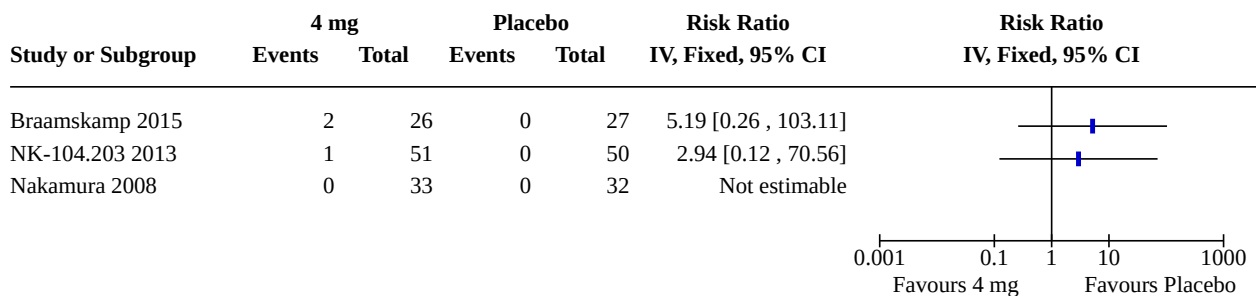 4 mg Placebo Risk Ratio Risk Ratio
Study or Subgroup Events Total Events Total IV, Fixed, 95% CI IV, Fixed, 95% CI
Braamskamp 2015 2 26 0 27 5.19 [0.26 , 103.11]
NK-104.203 2013 1 51 0 50 2.94 [0.12 , 70.56]
Nakamura 2008 0 33 0 32 Not estimable
0.001 0.1 1 10 1000
Favours 4 mg Favours Placebo